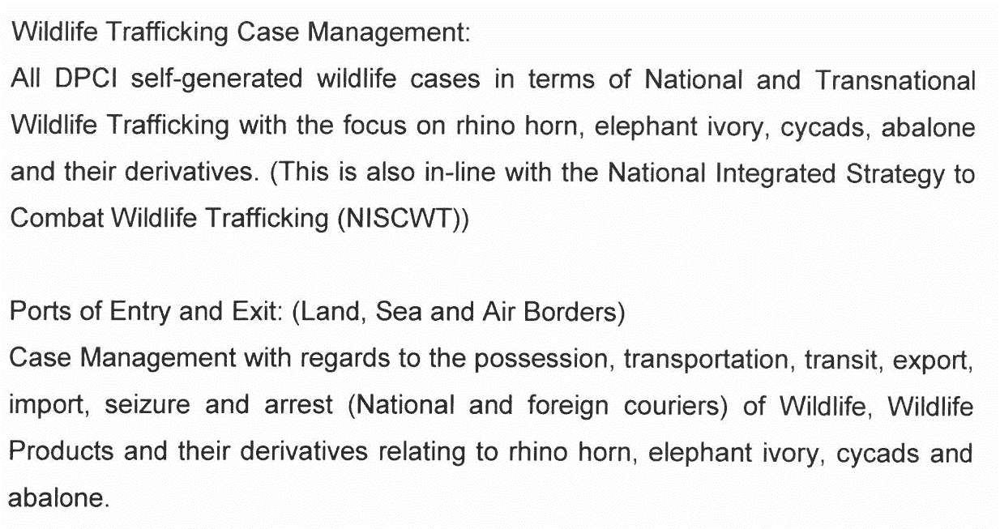 Wildlife Trafficking Case Management:
All DPCI self-generated wildlife cases in terms of National and Transnational
Wildlife Trafficking with the focus on rhino horn, elephant ivory, cycads, abalone
and their derivatives. (This is also in-line with the National Integrated Strategy to
Combat Wildlife Trafficking (NISCWT))
Ports of Entry and Exit: (Land, Sea and Air Borders)
Case Management with regards to the possession, transportation, transit, export,
import, seizure and arrest (National and foreign couriers) of Wildlife, Wildlife
Products and their derivatives relating to rhino horn, elephant ivory, cycads and
abalone.